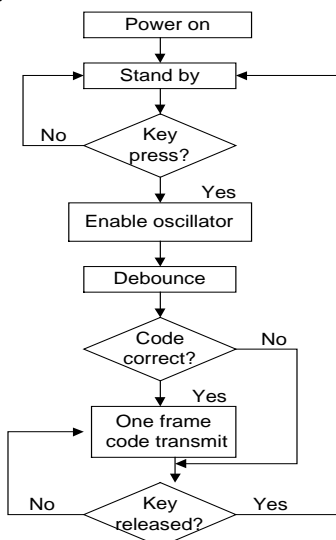 Power on
Stand by
No
Key
press?
Yes
Enable oscillator
Debounce
Code
correct?
No
Yes
One frame
code transmit
No
Key
released?
Yes